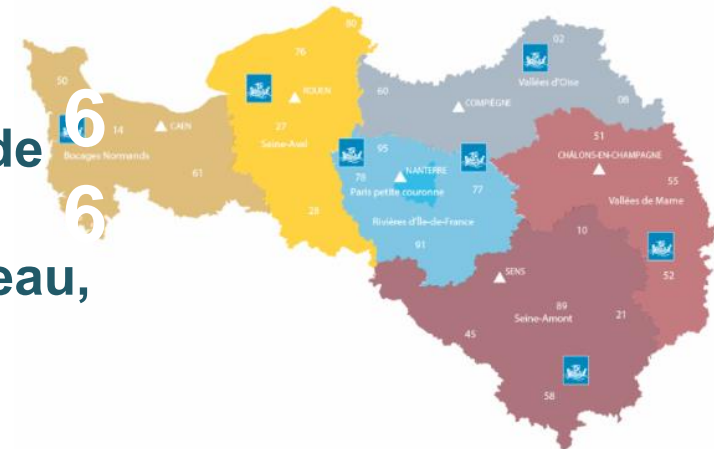 de 6
6
eau,
80
76
02
50
ROUEN
Vallées d'Oise
60
COMPIÈGNE
08
14
CAEN
27
Seine-Aval
Bocages Normands
95
51
CHÂLONS-EN-CHAMPAGNE
NANTERRE
78
77
55
61
Paris petite couronne
Vallées de Marne
28
Rivières d'Île-de-France
91
10
SENS
52
89
21
Seine-Amont
45
58